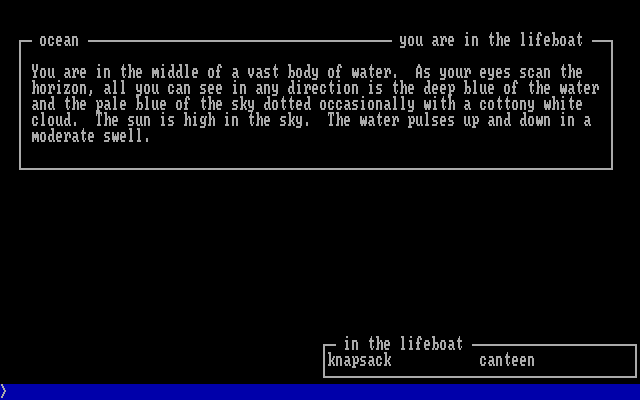 ocean you are in the lifeboat
You are in the middle of a vast body of water.  As your eyes scan the
horizon, all you can see in any direction is the deep blue of the water
and the pale blue of the sky dotted occasionally with a cottony white
cloud.  The sun is high in the sky.  The water pulses up and down in a
moderate swell.
in the lifeboat
knapsack canteen
>